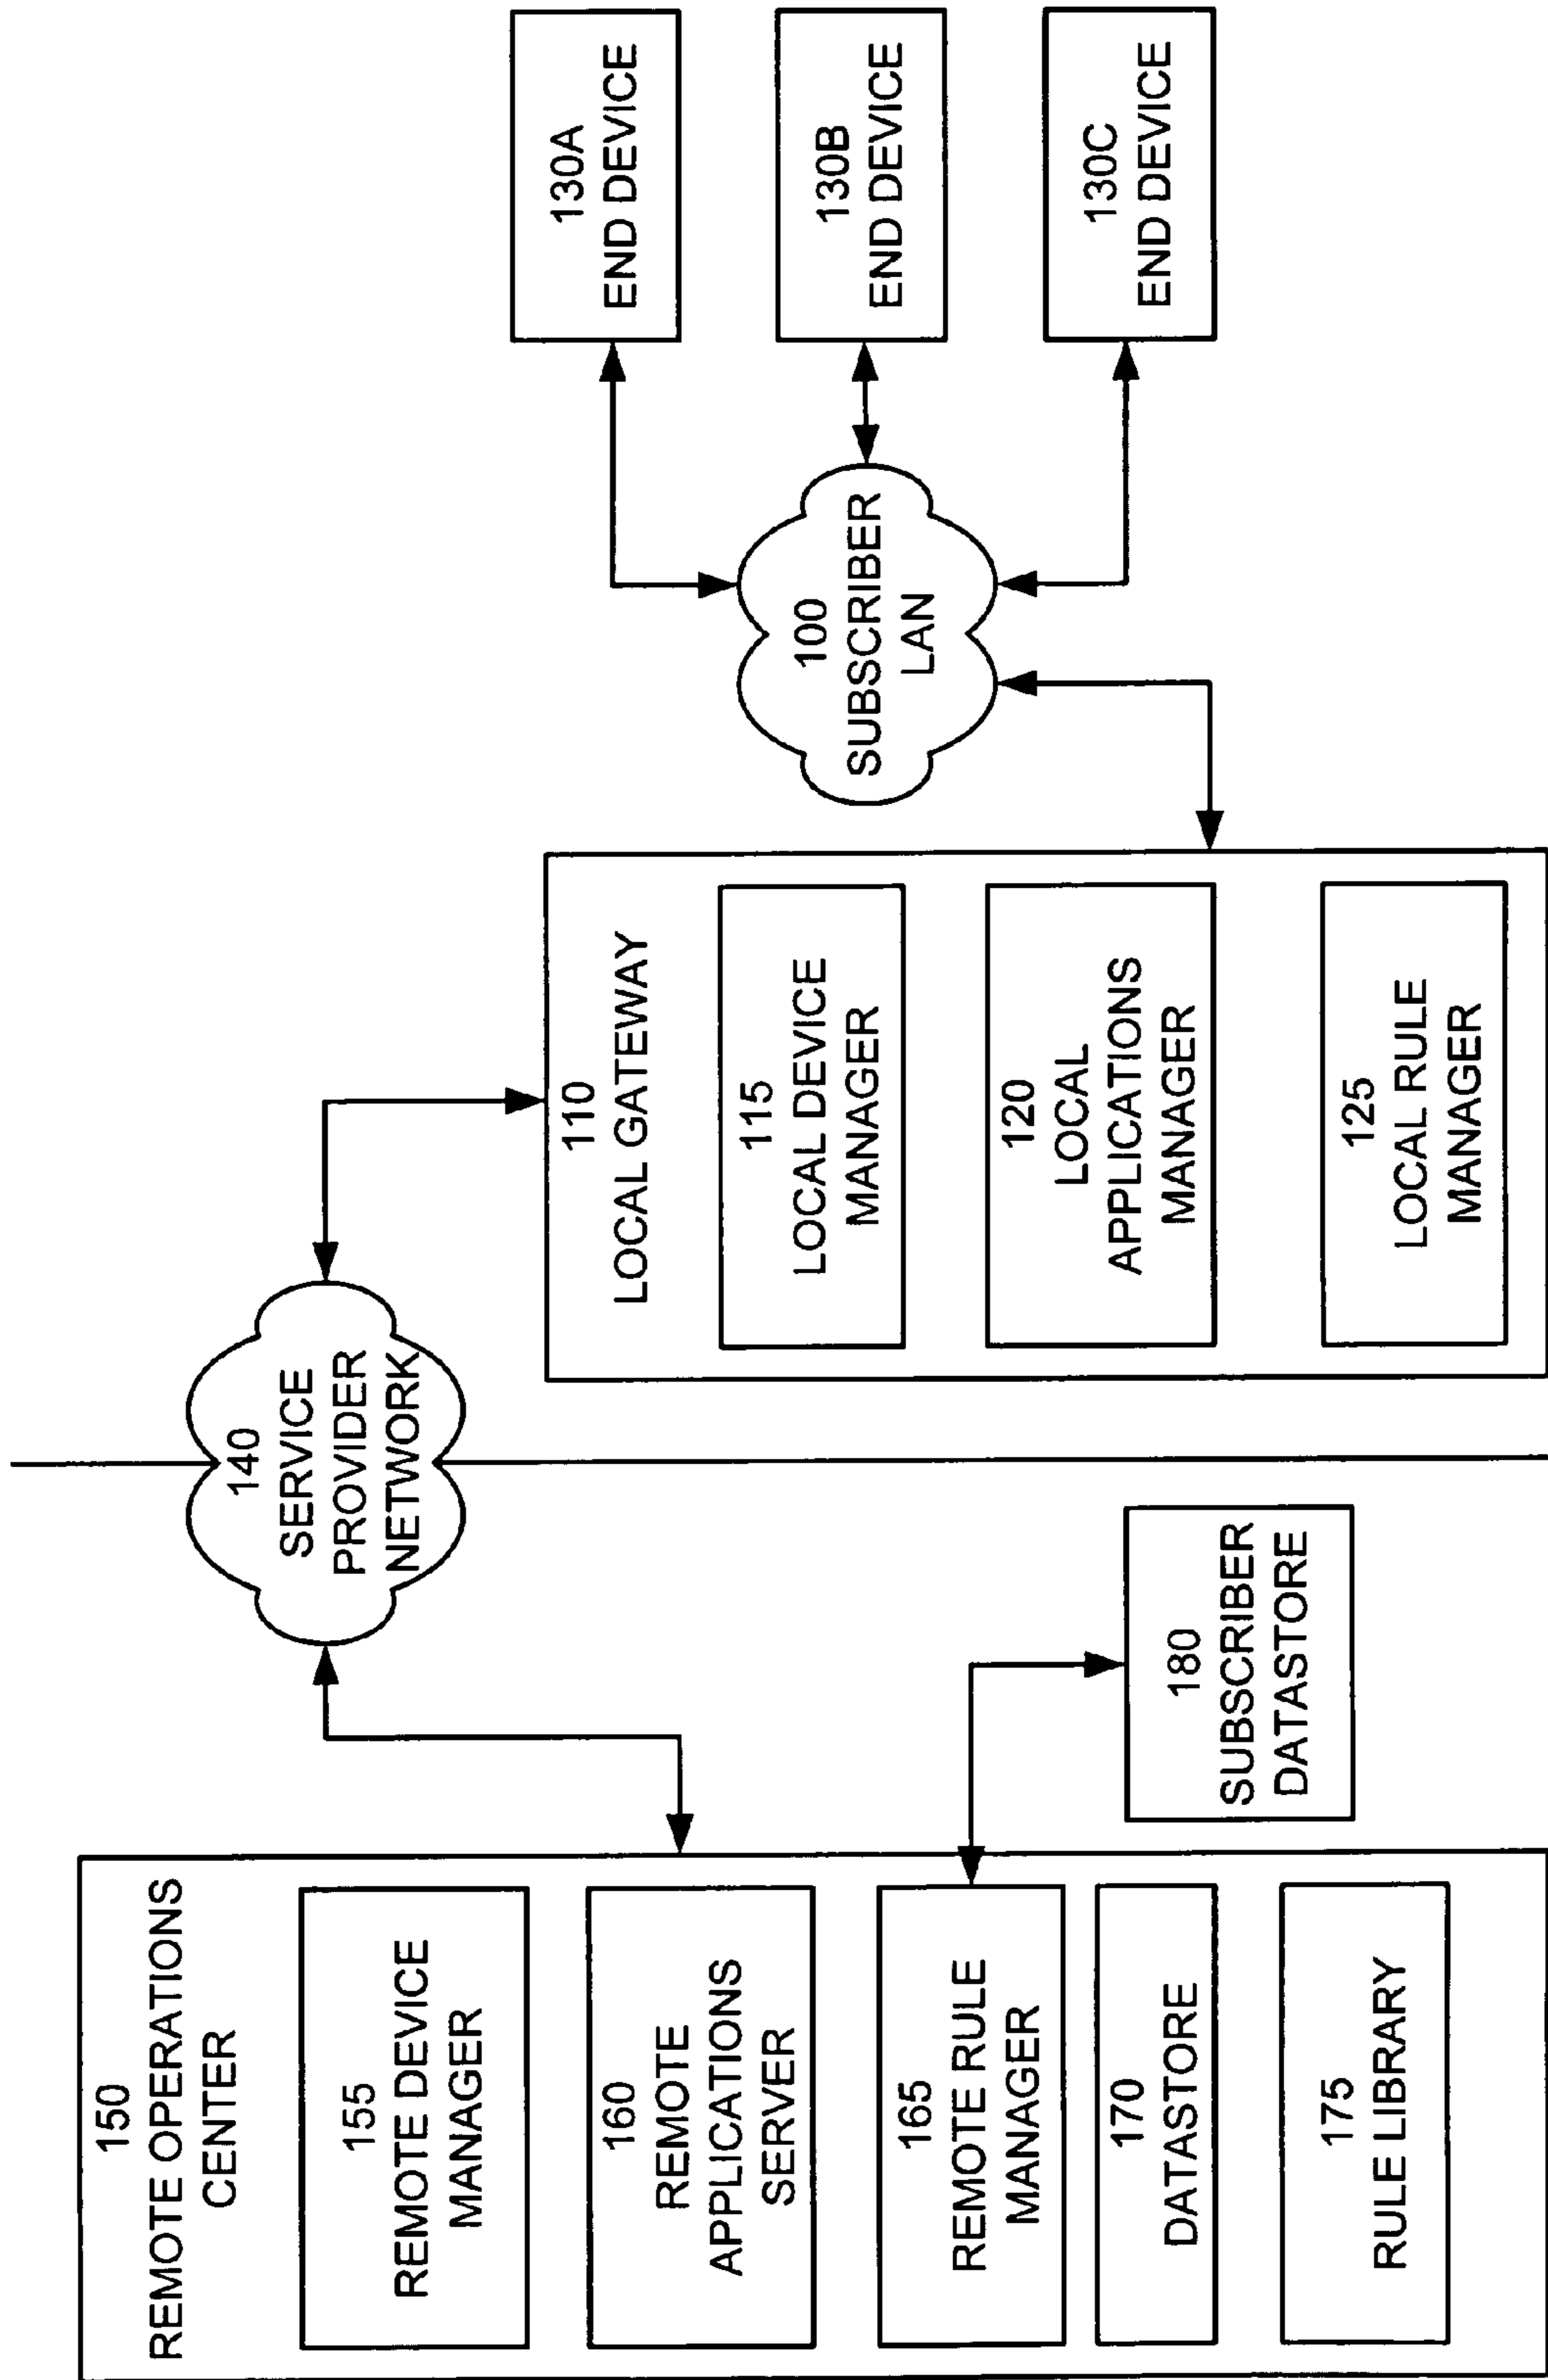 150
REMOTE OPERATIONS
CENTER
155
REMOTE DEVICE
MANAGER
160
REMOTE
APPLICATIONS
SERVER
165
REMOTE RULE
MANAGER
170
DATASTORE
175
RULE LIBRARY
180
SUBSCRIBER
DATASTORE
140
SERVICE
PROVIDER
NETWORK
110
LOCAL GATEWAY
115
LOCAL DEVICE
MANAGER
120
LOCAL
APPLICATIONS
MANAGER
125
LOCAL RULE
MANAGER
100
SUBSCRIBER
LAN
130A
END DEVICE
130B
END DEVICE
130C
END DEVICE